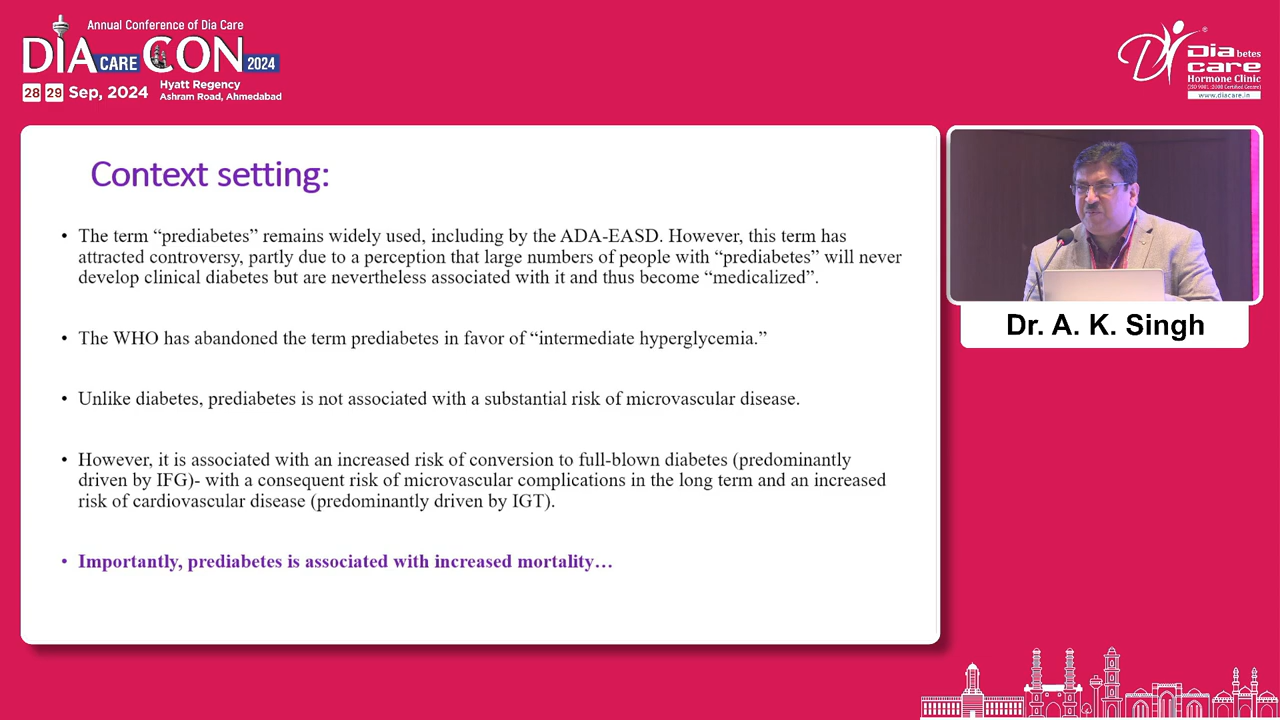 Annual Conference of Dia Care
DIA CARE CON 2024
28 29 Sep, 2024
Hyatt Regency
Ashram Road, Ahmedabad
Diabetes
care
Hormone Clinic
(ISO 9001:2008 Certified Centre)
www.diacare.in
Context setting:
• The term “prediabetes” remains widely used, including by the ADA-EASD. However, this term has
attracted controversy, partly due to a perception that large numbers of people with “prediabetes” will never
develop clinical diabetes but are nevertheless associated with it and thus become “medicalized”.
• The WHO has abandoned the term prediabetes in favor of “intermediate hyperglycemia.”
• Unlike diabetes, prediabetes is not associated with a substantial risk of microvascular disease.
• However, it is associated with an increased risk of conversion to full-blown diabetes (predominantly
driven by IFG)- with a consequent risk of microvascular complications in the long term and an increased
risk of cardiovascular disease (predominantly driven by IGT).
• Importantly, prediabetes is associated with increased mortality…
Dr. A. K. Singh